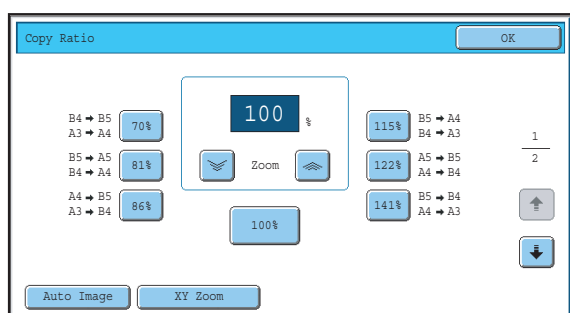 Copy Ratio
OK
B4 → B5
A3 → A4
70%
B5 → A5
B4 → A4
81%
A4 → B5
A3 → B4
86%
100 %
Zoom
100%
115%
B5 → A4
B4 → A3
122%
A5 → B5
A4 → B4
141%
B5 → B4
A4 → A3
1
2
Auto Image
XY Zoom